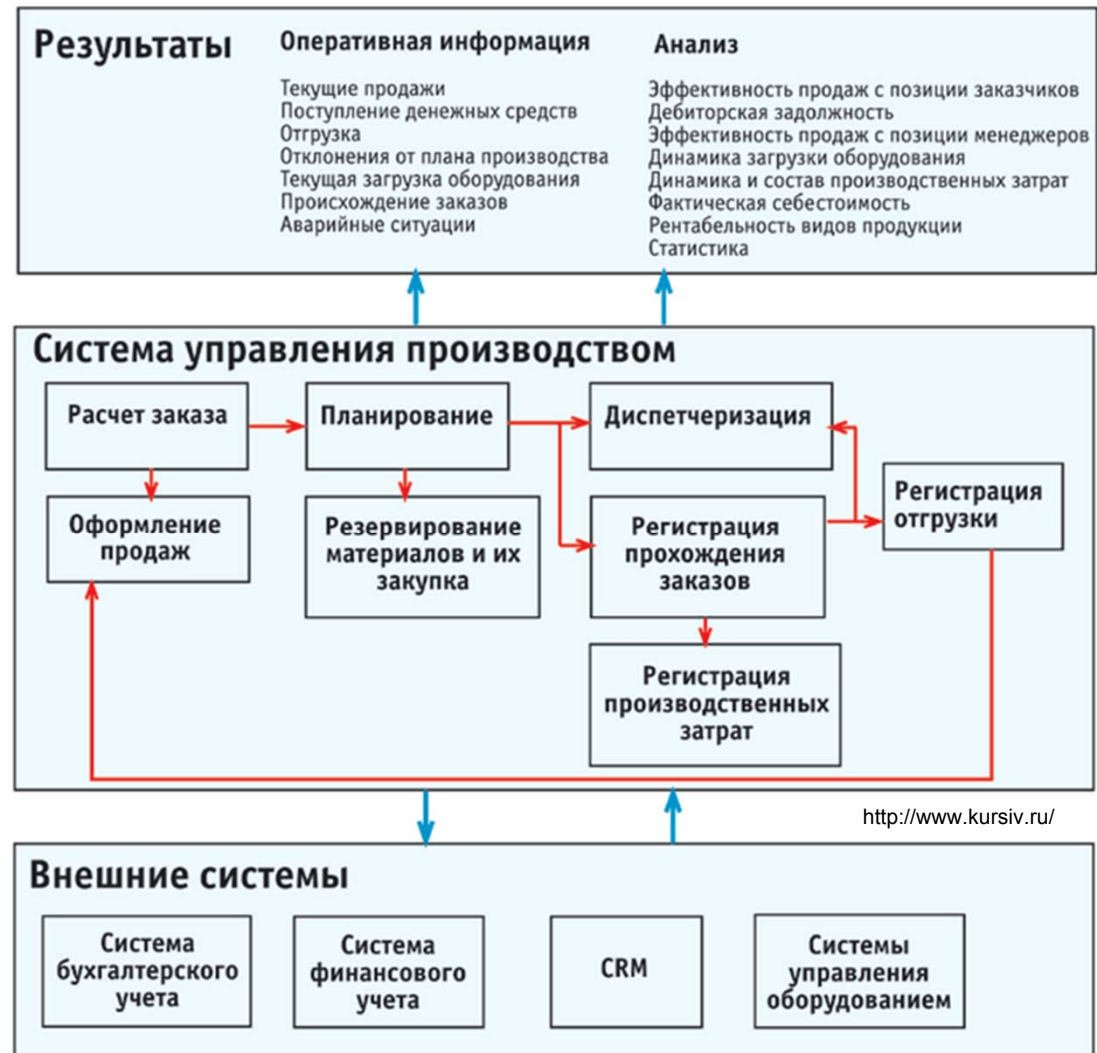 Результаты
Оперативная информация
Текущие продажи
Поступление денежных средств
Отгрузка
Отклонения от плана производства
Текущая загрузка оборудования
Происхождение заказов
Аварийные ситуации
Анализ
Эффективность продаж с позиции заказчиков
Дебиторская задолжность
Эффективность продаж с позиции менеджеров
Динамика загрузки оборудования
Динамика и состав производственных затрат
Фактическая себестоимость
Рентабельность видов продукции
Статистика
Система управления производством
Расчет заказа
Планирование
Диспетчеризация
Оформление
продаж
Резервирование
материалов и их
закупка
Регистрация
прохождения
заказов
Регистрация
отгрузки
Регистрация
производственных
затрат
http://www.kursiv.ru/
Внешние системы
Система
бухгалтерского
учета
Система
финансового
учета
CRM
Системы
управления
оборудованием